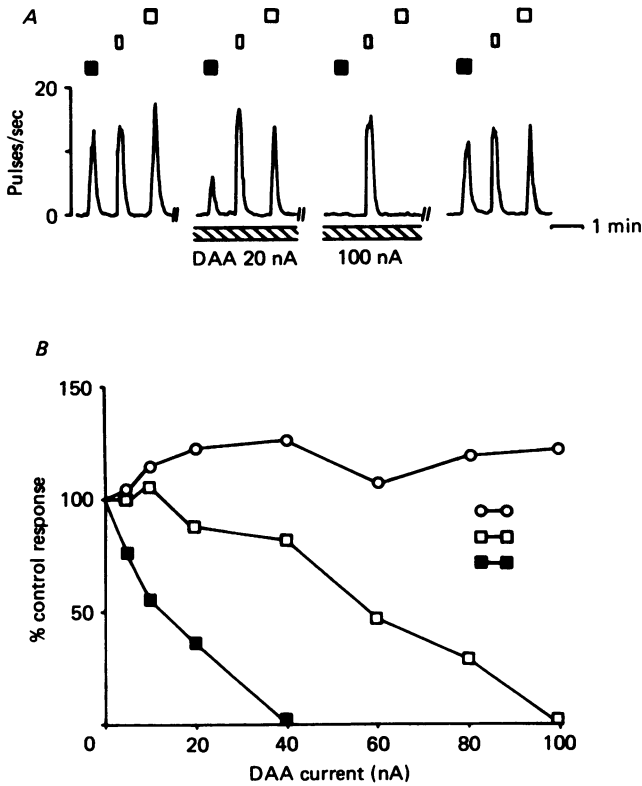 A
20
Pulses/sec
0
DAA 20 nA
100 nA
1 min
B
150
100
50
% control response
0
20
40
60
80
100
DAA current (nA)